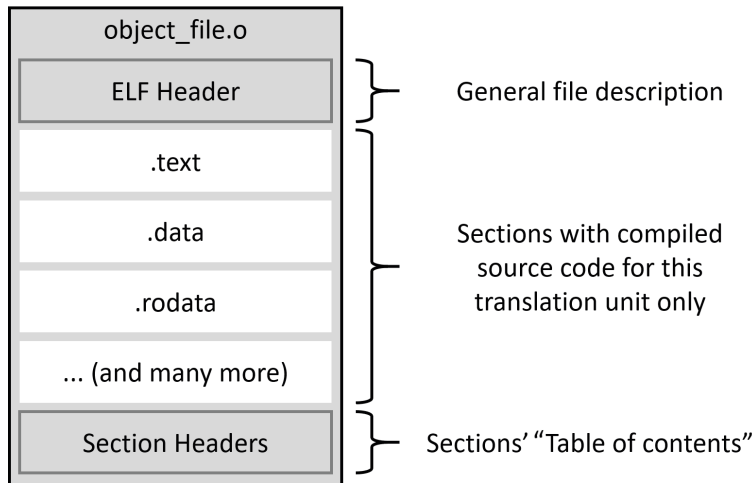 object_file.o
ELF Header
General file description
.text
.data
Sections with compiled
source code for this
translation unit only
.rodata
... (and many more)
Section Headers
Sections’ “Table of contents”